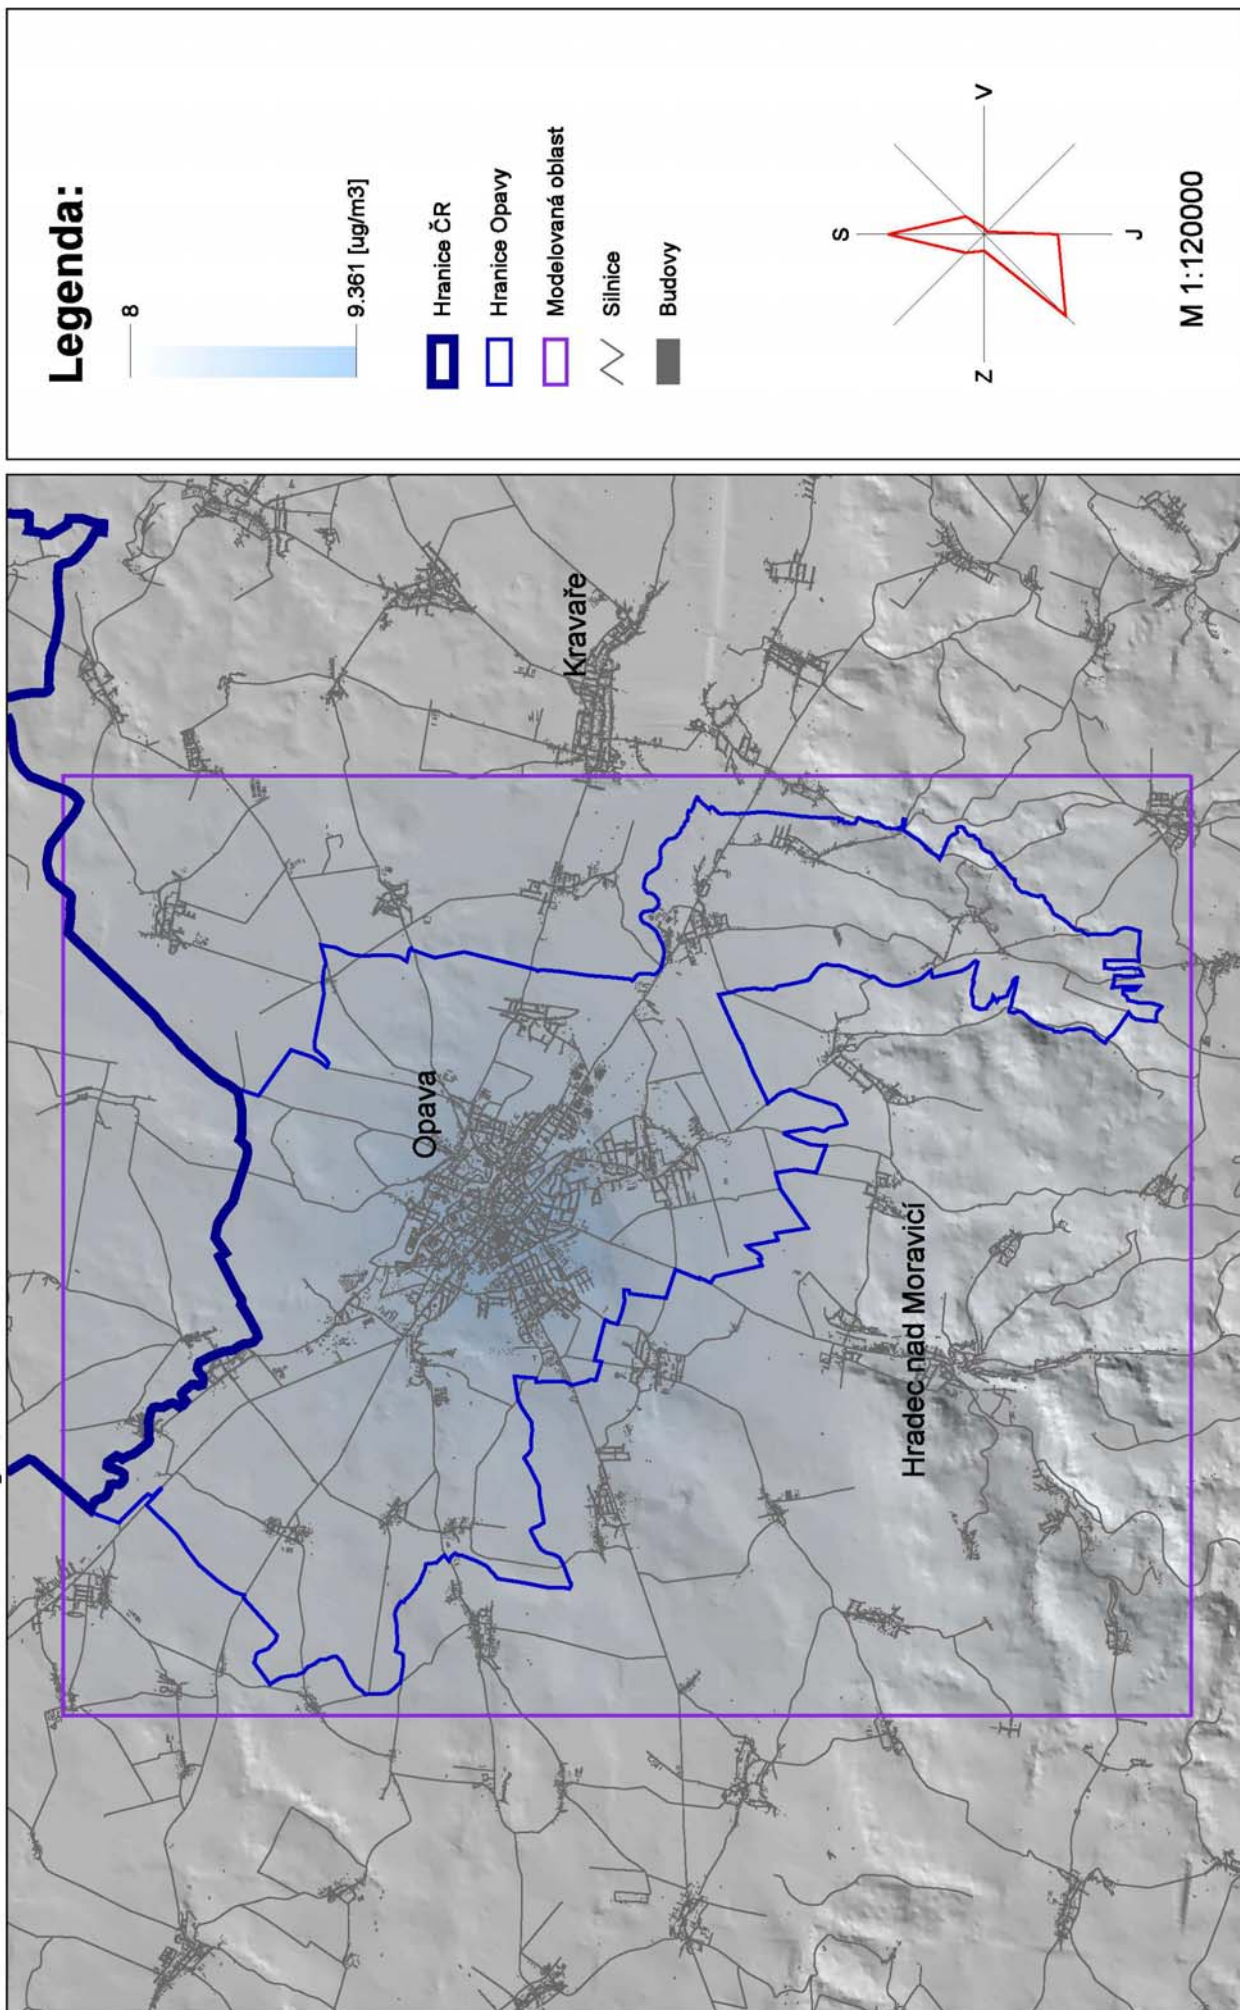 Legenda:
8
9.361 [ug/m3]
Hranice ČR
Hranice Opavy
Modelovaná oblast
Silnice
Budovy
S
V
Z
J
M 1:120000
Opava
Kravaře
Hradec nad Moravicí